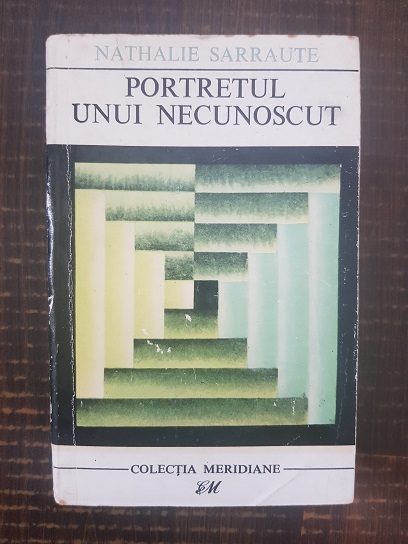 NATHALIE SARRAUTE
PORTRETUL
UNUI NECUNOSCUT
COLECȚIA MERIDIANE
CM